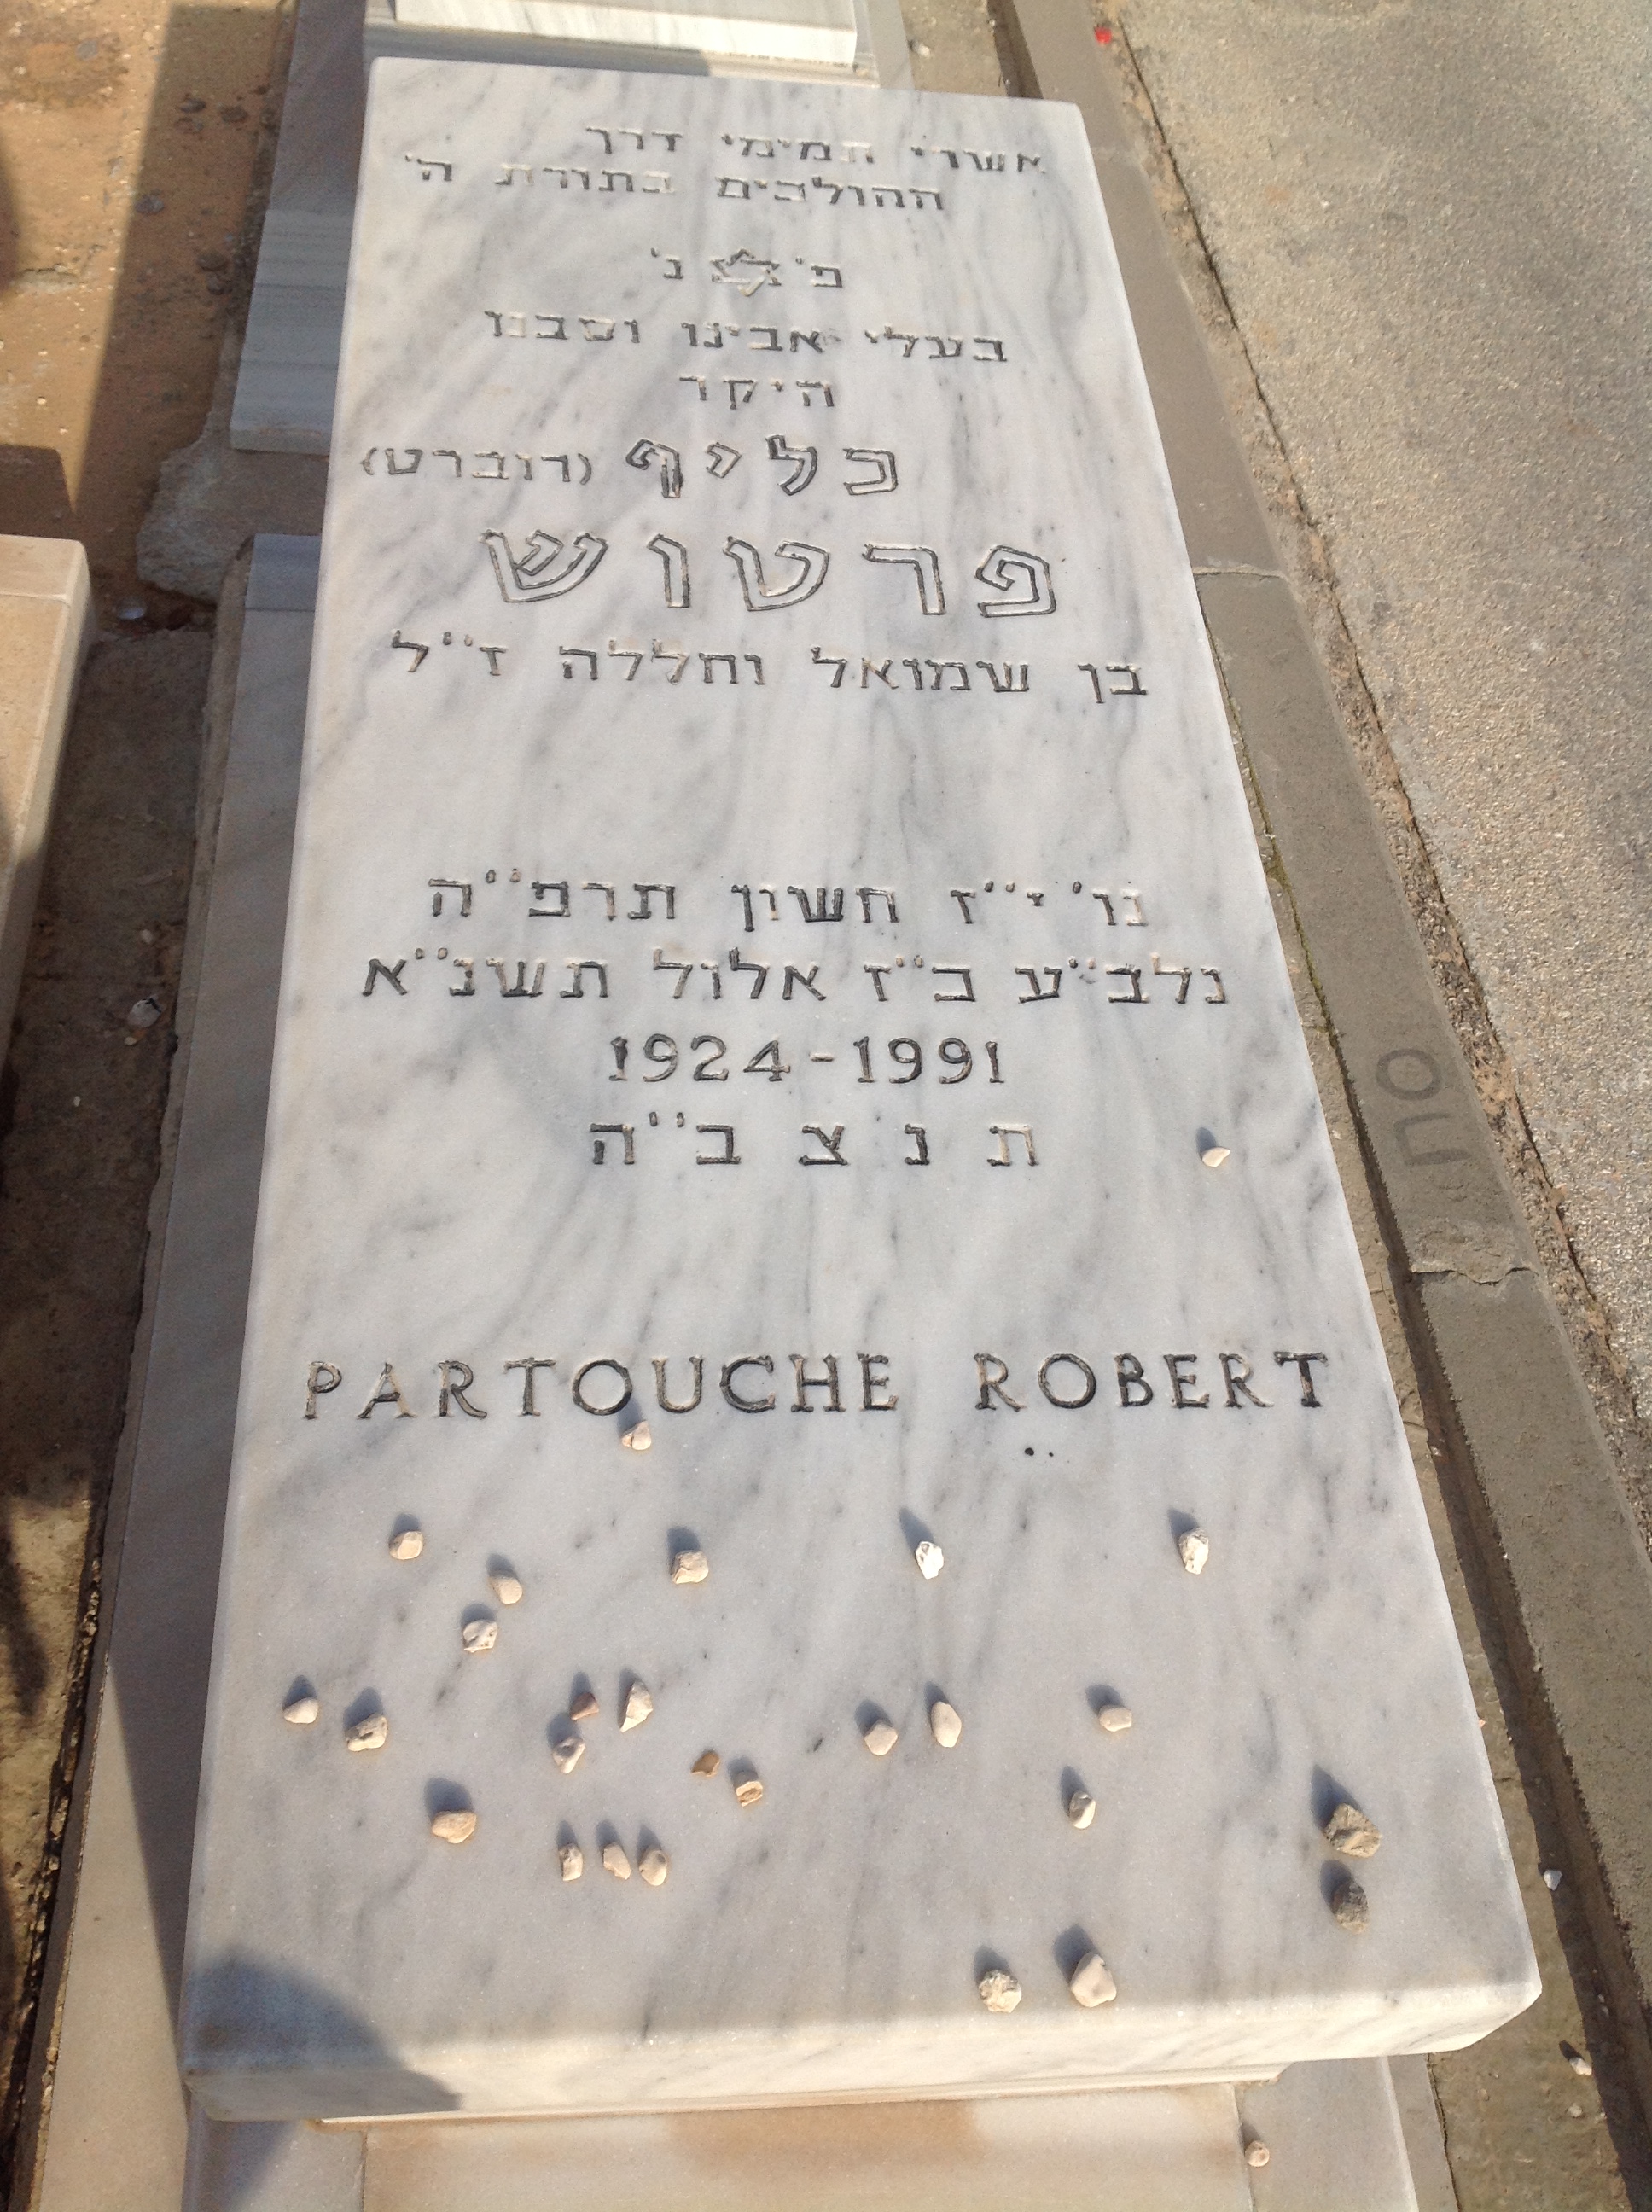 אשרי תמימי דרך
ההולכים בתורת ה'
פ' נ'
בעלי אבינו וסבנו
היקר
כליף (רוברט)
פרטוש
בן שמואל וחללה ז"ל
נו' י"ז חשון תרפ"ה
נלב"ע כ"ז אלול תשנ"א
1924-1991
ת נ צ ב"ה
PARTOUCHE ROBERT